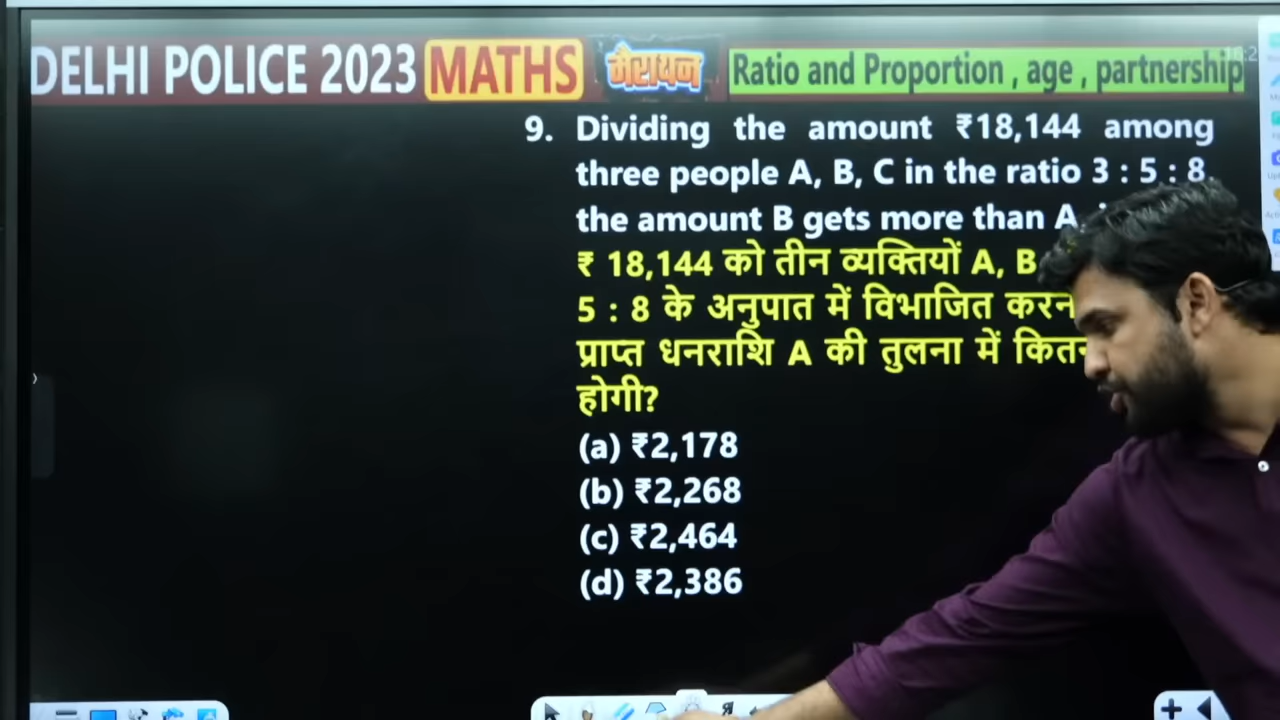 DELHI POLICE 2023 MATHS मैराथन Ratio and Proportion , age , partnership
9. Dividing the amount ₹18,144 among
three people A, B, C in the ratio 3 : 5 : 8,
the amount B gets more than A,
₹ 18,144 को तीन व्यक्तियों A, B
5 : 8 के अनुपात में विभाजित
प्राप्त धनराशि A की तुलना में
होगी?
(a) ₹2,178
(b) ₹2,268
(c) ₹2,464
(d) ₹2,386